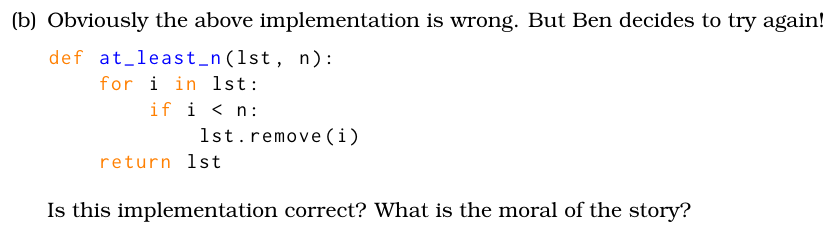 (b) Obviously the above implementation is wrong. But Ben decides to try again!
def at_least_n(lst, n):
    for i in lst:
        if i < n:
            lst.remove(i)
    return lst
Is this implementation correct? What is the moral of the story?